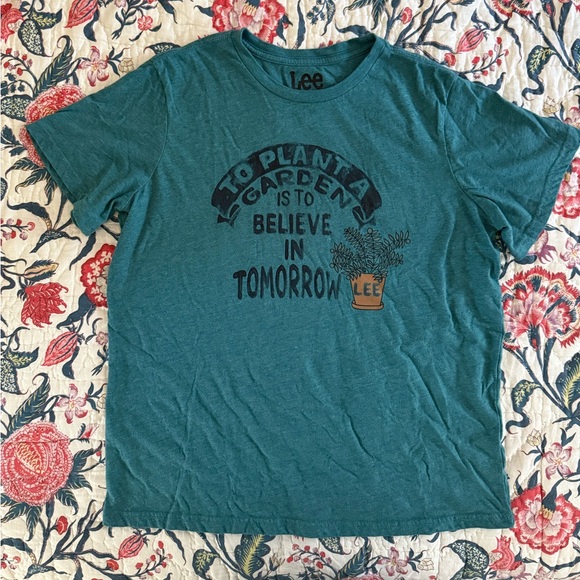 Lee
TO PLANT A
GARDEN
IS TO
BELIEVE
IN
TOMORROW
LEE